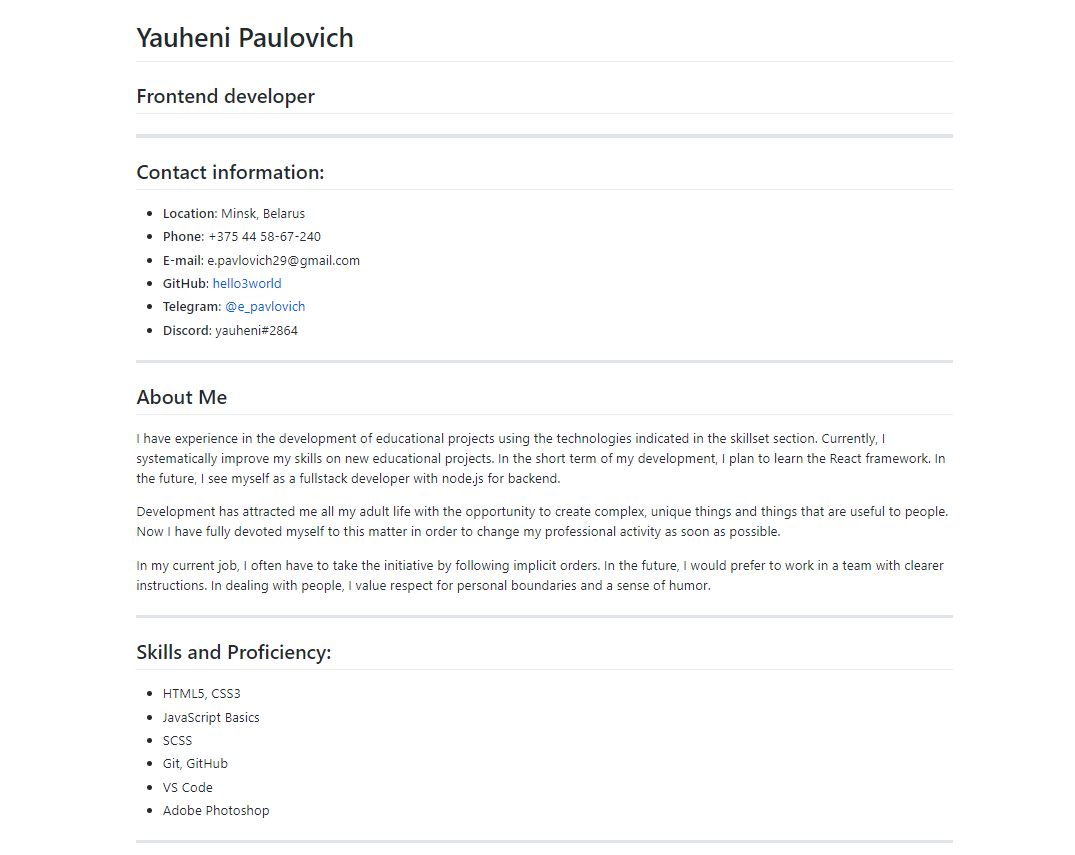 Yauheni Paulovich
Frontend developer
Contact information:
Location: Minsk, Belarus
Phone: +375 44 58-67-240
E-mail: e.pavlovich29@gmail.com
GitHub: hello3world
Telegram: @e_pavlovich
Discord: yauheni#2864
About Me
I have experience in the development of educational projects using the technologies indicated in the skillset section. Currently, I
systematically improve my skills on new educational projects. In the short term of my development, I plan to learn the React framework. In
the future, I see myself as a fullstack developer with node.js for backend.
Development has attracted me all my adult life with the opportunity to create complex, unique things and things that are useful to people.
Now I have fully devoted myself to this matter in order to change my professional activity as soon as possible.
In my current job, I often have to take the initiative by following implicit orders. In the future, I would prefer to work in a team with clearer
instructions. In dealing with people, I value respect for personal boundaries and a sense of humor.
Skills and Proficiency:
HTML5, CSS3
JavaScript Basics
SCSS
Git, GitHub
VS Code
Adobe Photoshop